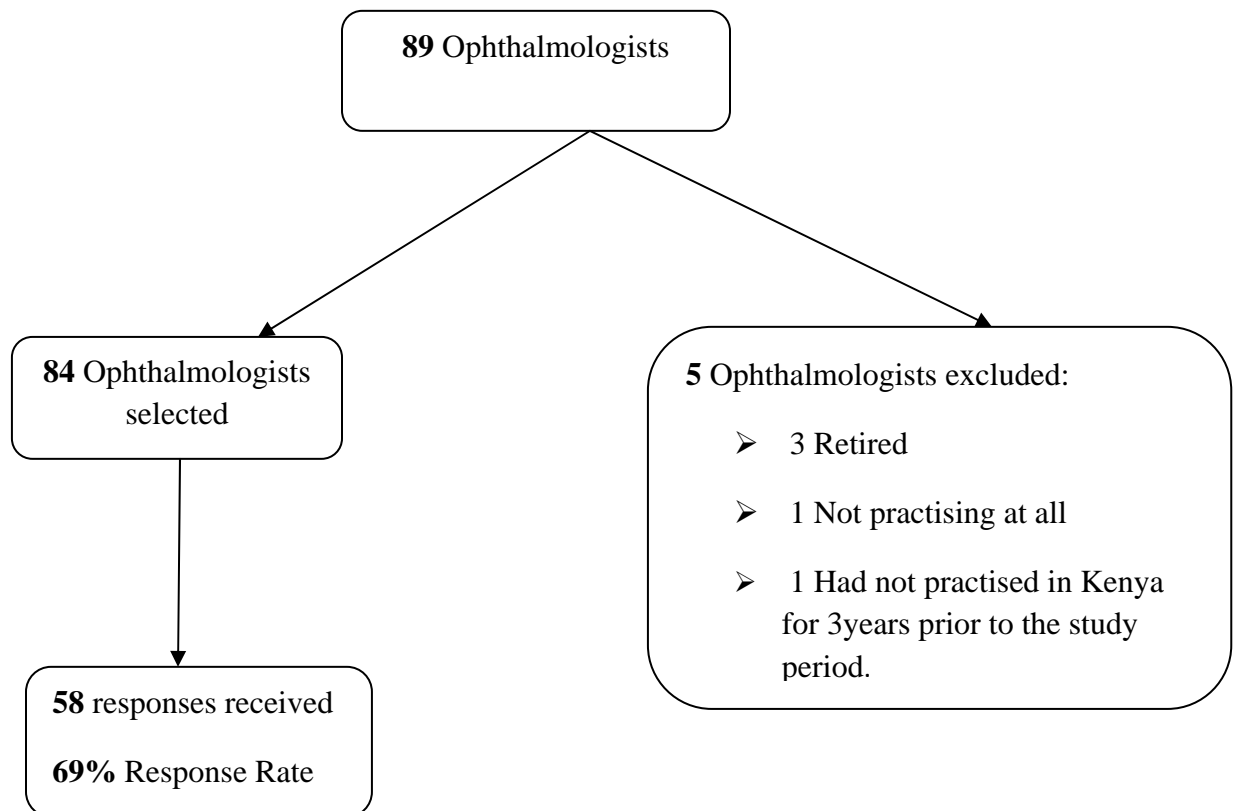 89 Ophthalmologists
84 Ophthalmologists
selected
5 Ophthalmologists excluded:
➢ 3 Retired
➢ 1 Not practising at all
➢ 1 Had not practised in Kenya
for 3years prior to the study
period.
58 responses received
69% Response Rate